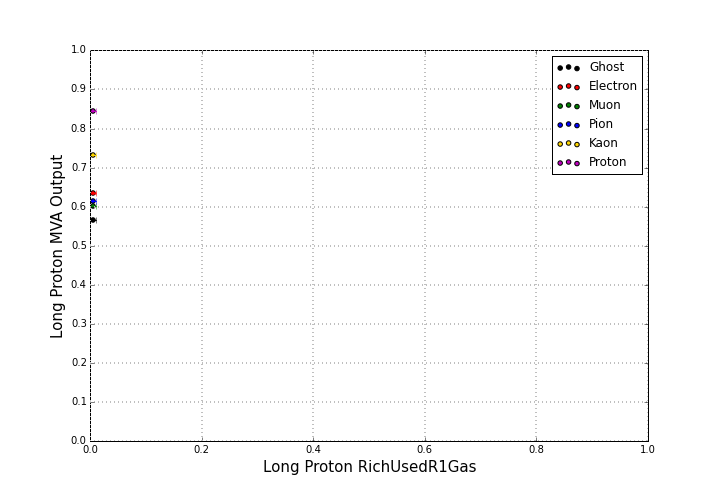 1.0
0.9
0.8
0.7
0.6
0.5
0.4
0.3
0.2
0.1
0.0
Long Proton MVA Output
Ghost
Electron
Muon
Pion
Kaon
Proton
0.0 0.2 0.4 0.6 0.8 1.0
Long Proton RichUsedR1Gas